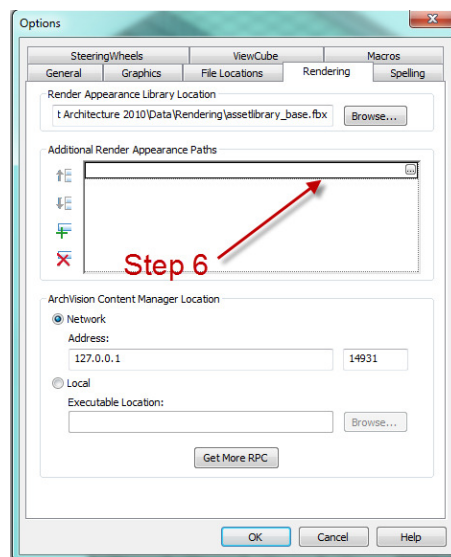 Options
SteeringWheels ViewCube Macros
General Graphics File Locations Rendering Spelling
Render Appearance Library Location
t Architecture 2010\Data\Rendering\assetlibrary_base.fbx Browse...
Additional Render Appearance Paths
...
Step 6
ArchVision Content Manager Location
Network
Address:
127.0.0.1 14931
Local
Executable Location:
Browse...
Get More RPC
OK Cancel Help